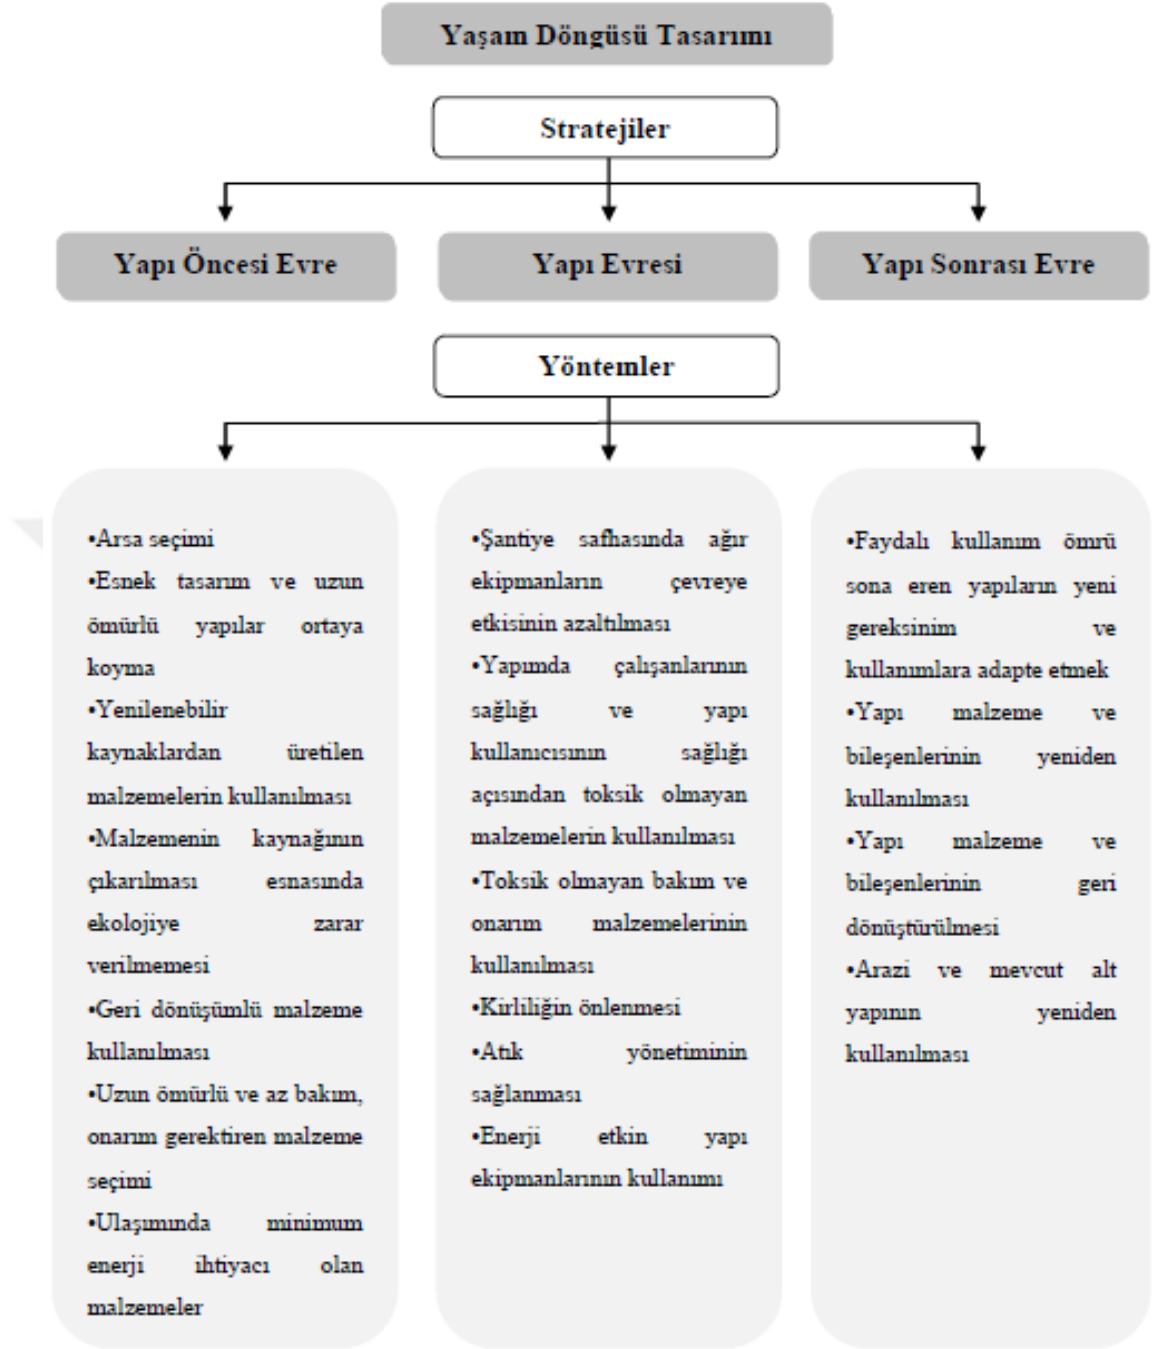 Yaşam Döngüsü Tasarımı
Stratejiler
Yapı Öncesi Evre
Yapı Evresi
Yapı Sonrası Evre
Yöntemler
•Arsa seçimi
•Esnek tasarım ve uzun
ömürlü yapılar ortaya
koyma
•Yenilenebilir
kaynaklardan üretilen
malzemelerin kullanılması
•Malzemenin kaynağının
çıkarılması esnasında
ekolojiye zarar
verilmemesi
•Geri dönüşümlü malzeme
kullanılması
•Uzun ömürlü ve az bakım,
onarım gerektiren malzeme
seçimi
•Ulaşımında minimum
enerji ihtiyacı olan
malzemeler
•Şantiye safhasında ağır
ekipmanların çevreye
etkisinin azaltılması
•Yapımda çalışanlarının
sağlığı ve yapı
kullanıcısının sağlığı
açısından toksik olmayan
malzemelerin kullanılması
•Toksik olmayan bakım ve
onarım malzemelerinin
kullanılması
•Kirliliğin önlenmesi
•Atık yönetiminin
sağlanması
•Enerji etkin yapı
ekipmanlarının kullanımı
•Faydalı kullanım ömrü
sona eren yapıların yeni
gereksinim ve
kullanımlara adapte etmek
•Yapı malzeme ve
bileşenlerinin yeniden
kullanılması
•Yapı malzeme ve
bileşenlerinin geri
dönüştürülmesi
•Arazi ve mevcut alt
yapının yeniden
kullanılması